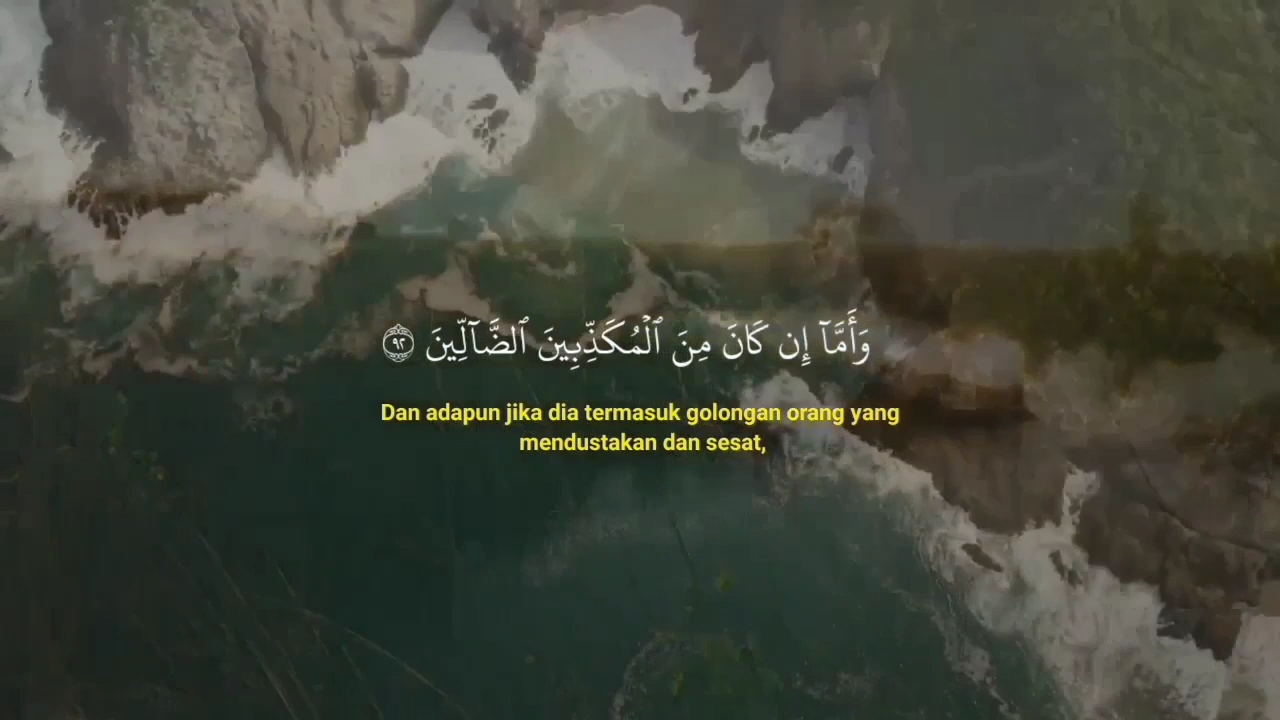 وَأَمَّآ إِن كَانَ مِنَ ٱلْمُكَذِّبِينَ ٱلضَّآلِّينَ ٩٢
Dan adapun jika dia termasuk golongan orang yang
mendustakan dan sesat,